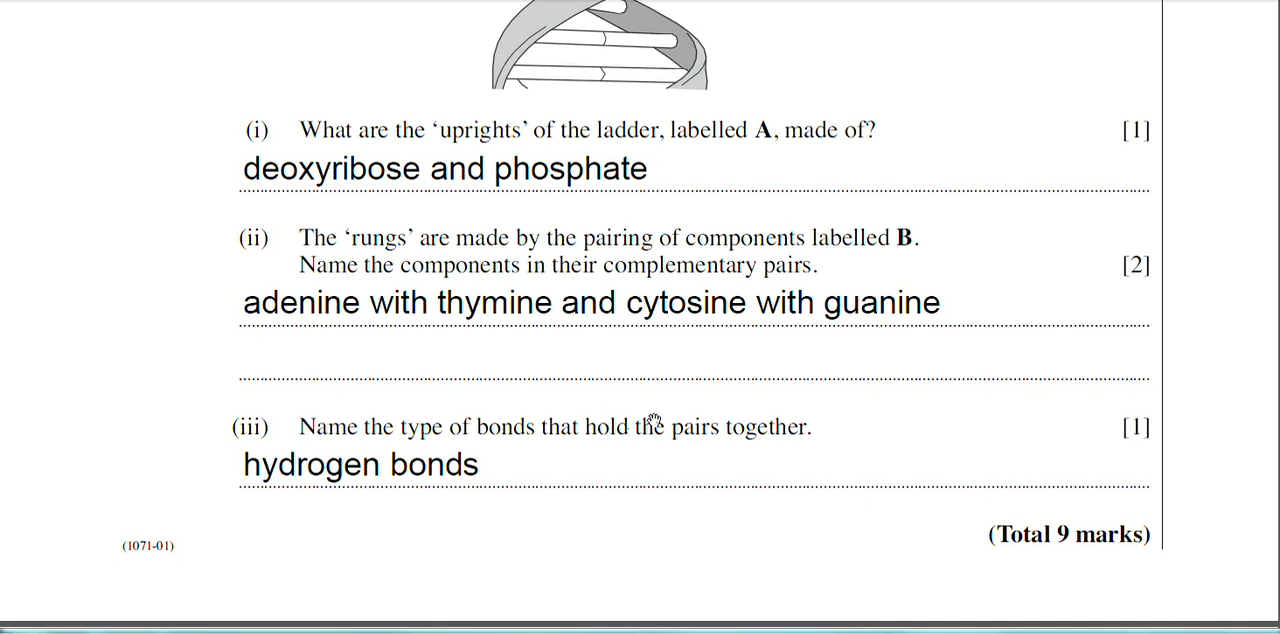 (i) What are the ‘uprights’ of the ladder, labelled A, made of? [1]
deoxyribose and phosphate
(ii) The ‘rungs’ are made by the pairing of components labelled B.
Name the components in their complementary pairs. [2]
adenine with thymine and cytosine with guanine
(iii) Name the type of bonds that hold the pairs together. [1]
hydrogen bonds
(Total 9 marks)
(1071-01)